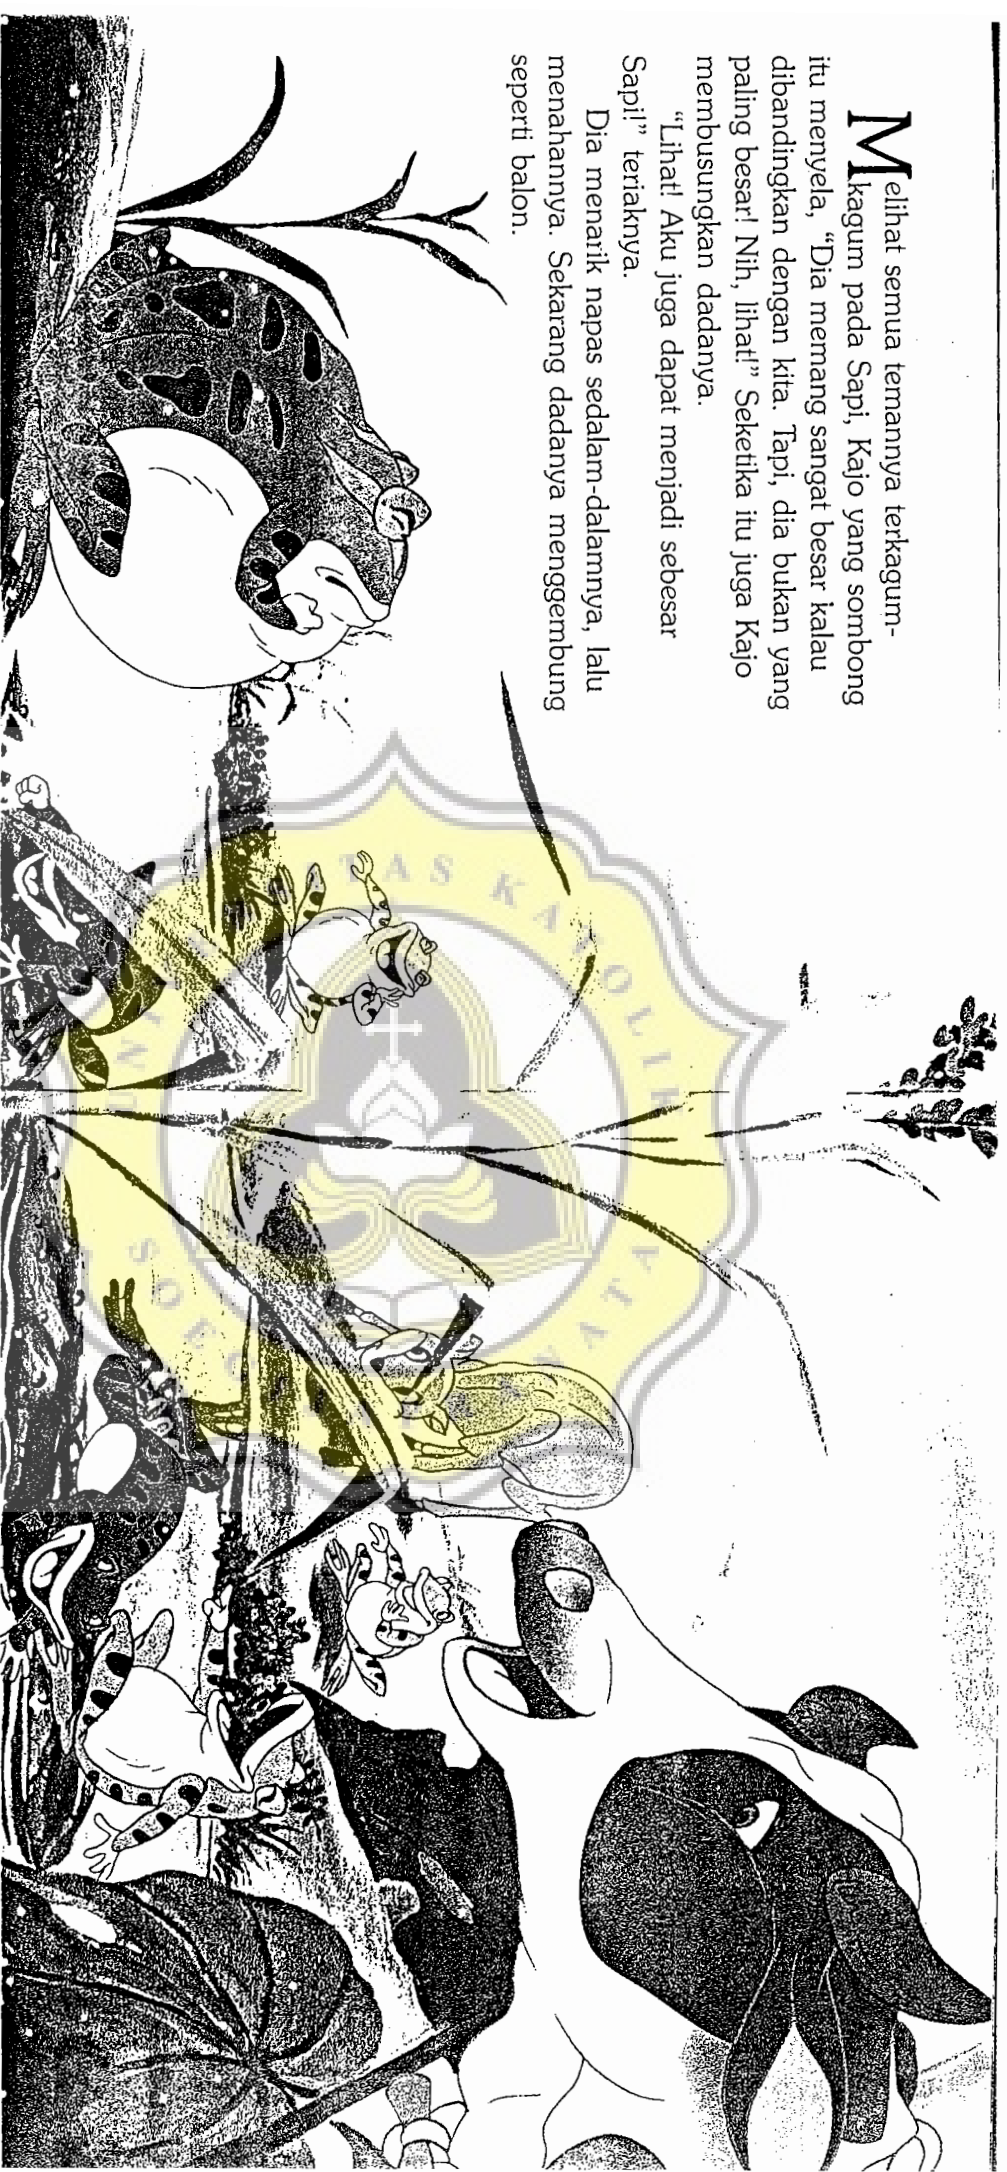 Melihat semua temannya terkagum-
kagum pada Sapi, Kajo yang sombong
itu menyela, “Dia memang sangat besar kalau
dibandingkan dengan kita. Tapi, dia bukan yang
paling besar! Nih, lihat!” Seketika itu juga Kajo
membusungkan dadanya.
“Lihat! Aku juga dapat menjadi sebesar
Sapi!” teriaknya.
Dia menarik napas sedalam-dalamnya, lalu
menahannya. Sekarang dadanya menggembung
seperti balon.
KATOLIK